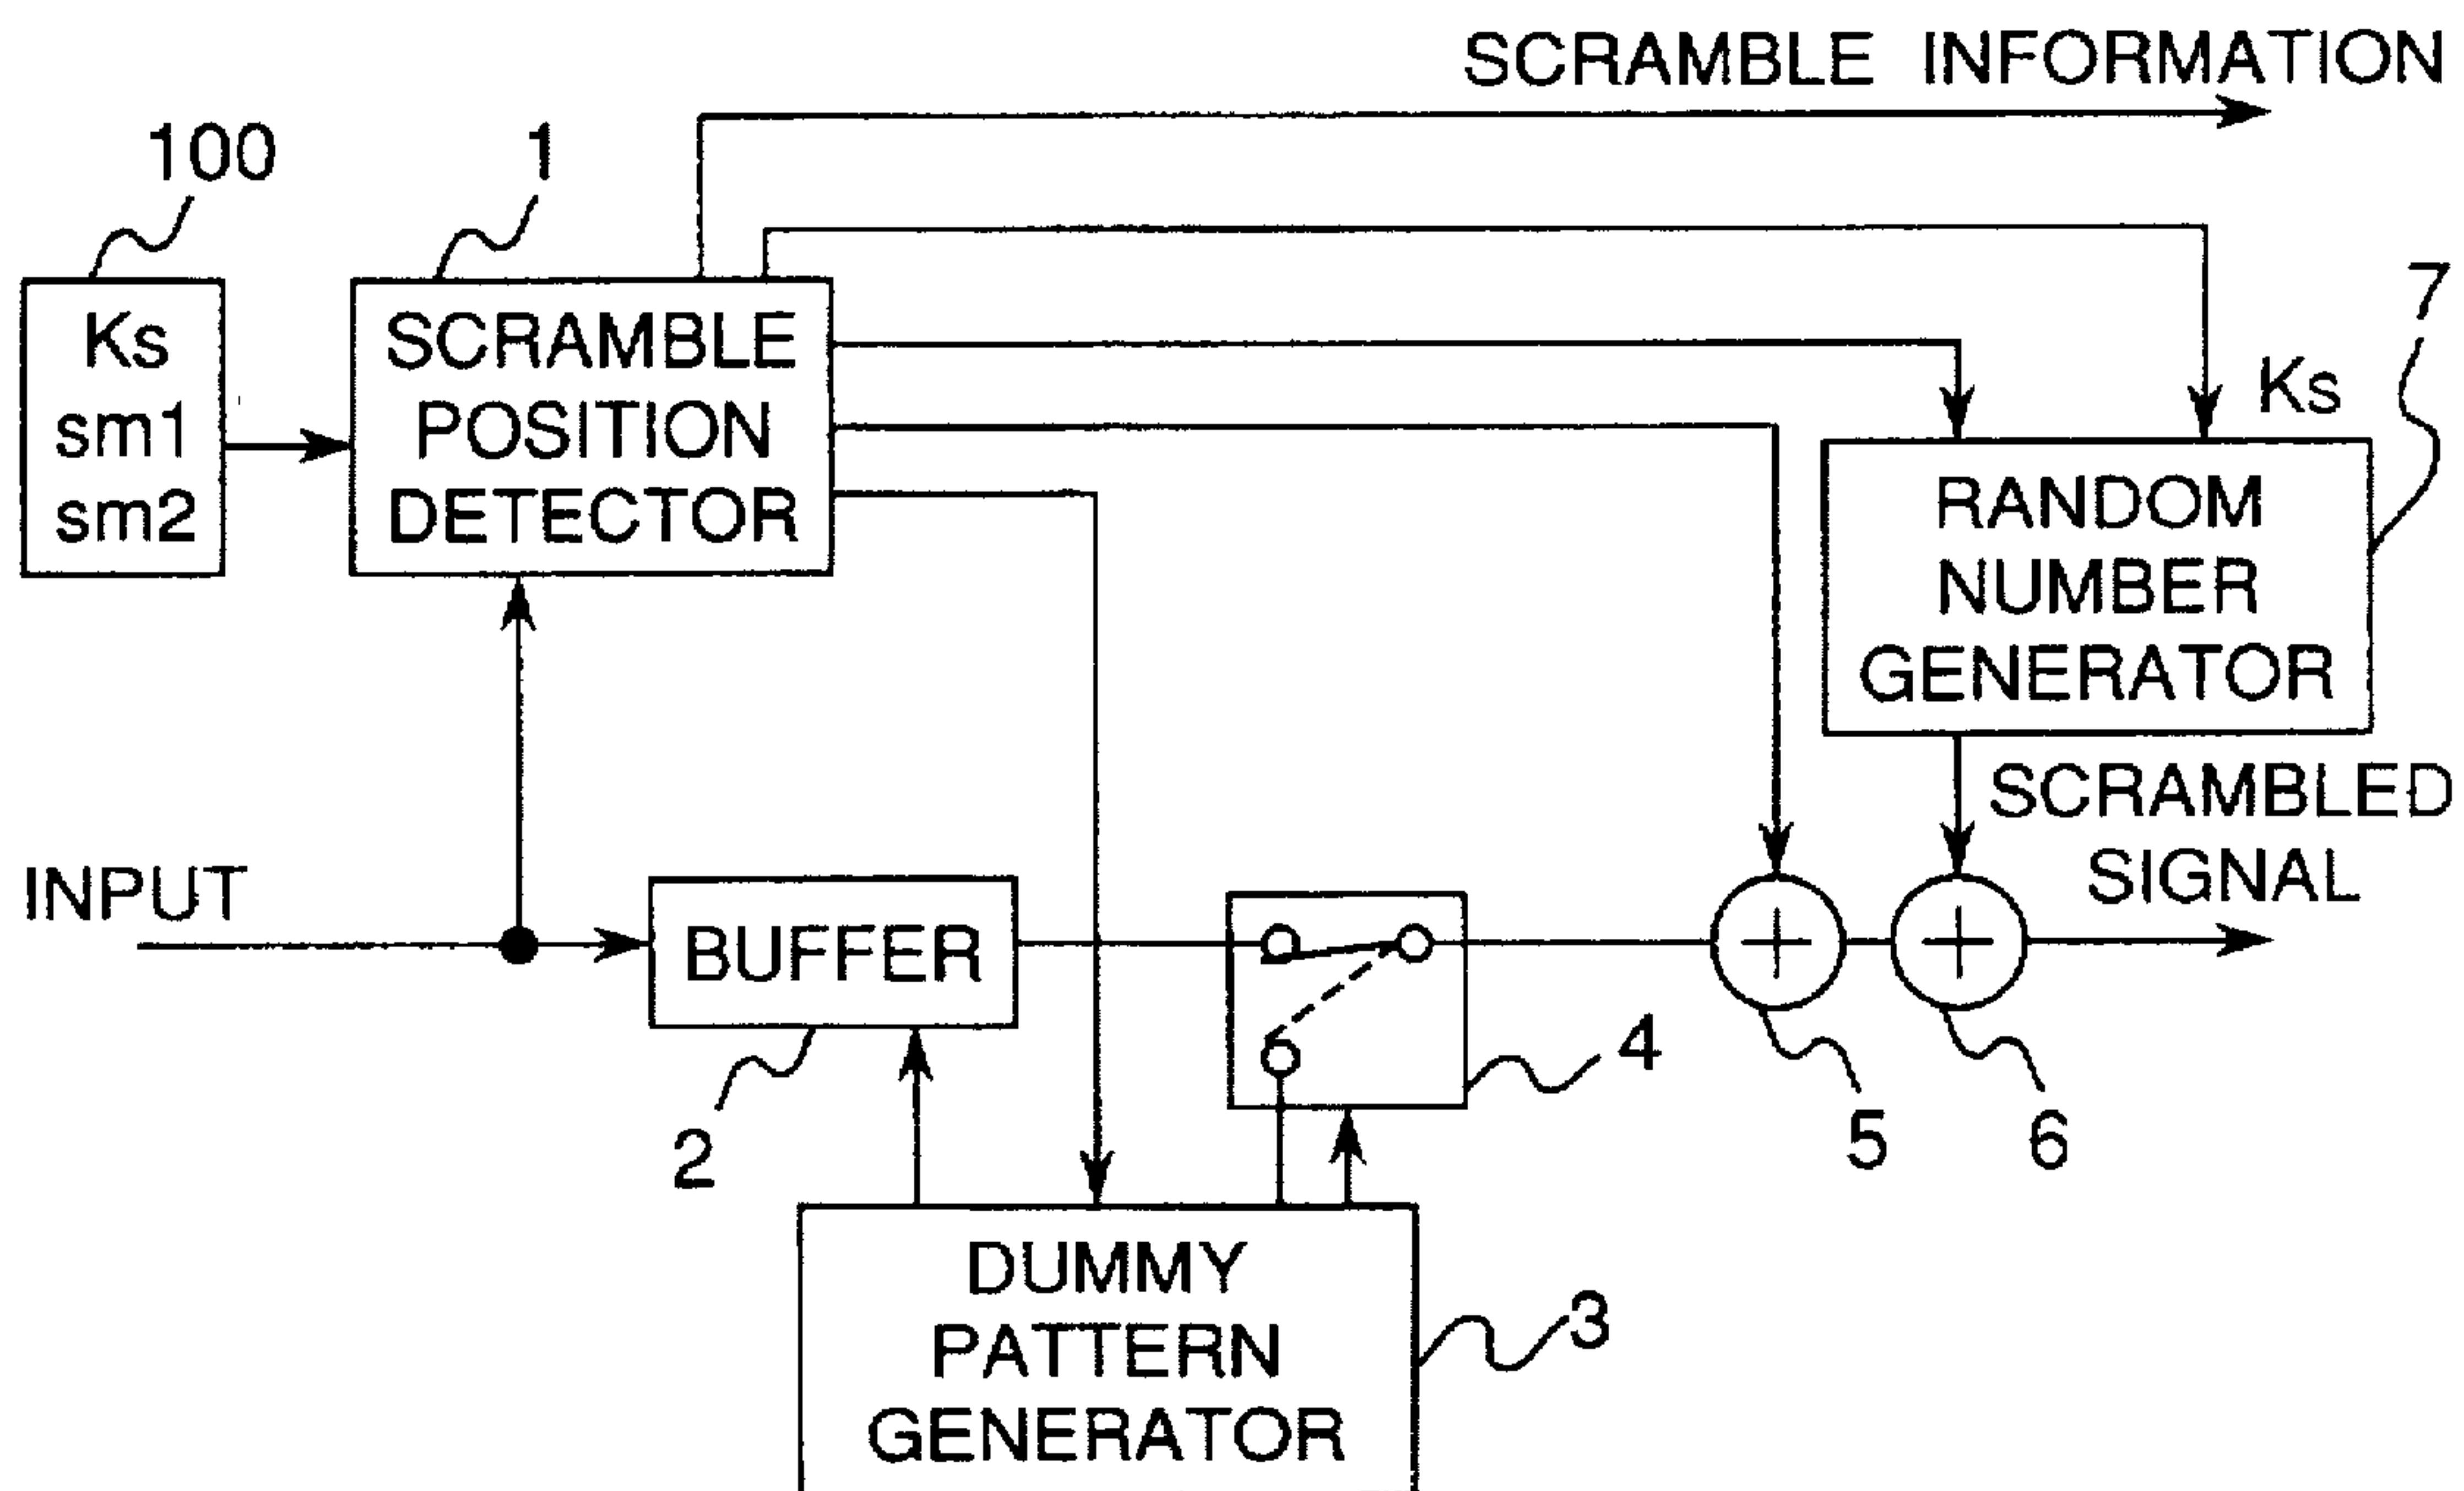 SCRAMBLE INFORMATION
100
1
7
Ks
sm1
sm2
SCRAMBLE
POSITION
DETECTOR
Ks
RANDOM
NUMBER
GENERATOR
SCRAMBLED
SIGNAL
INPUT
BUFFER
4
2
5
6
DUMMY
PATTERN
GENERATOR
3